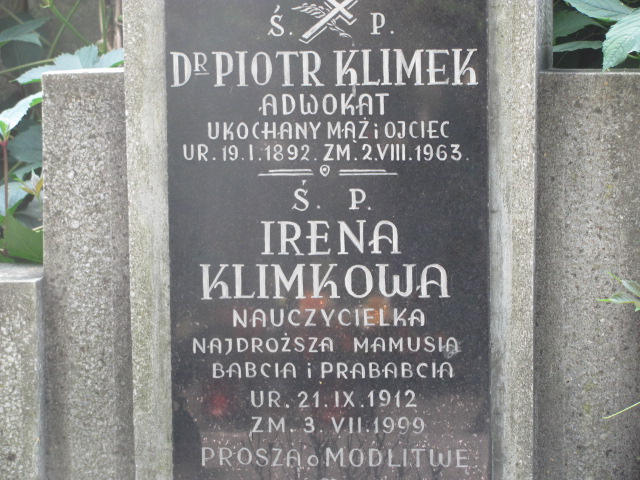 Ś. P.
DR PIOTR KLIMEK
ADWOKAT
UKOCHANY MĄŻ i OJCIEC
UR. 19. I. 1892. ZM. 2. VIII. 1963.
Ś. P.
IRENA
KLIMKOWA
NAUCZYCIELKA
NAJDROŻSZA MAMUSIA
BABCIA i PRABABCIA
UR. 21. IX. 1912
ZM. 3. VII. 1999
PROSZĄ o MODLITWĘ